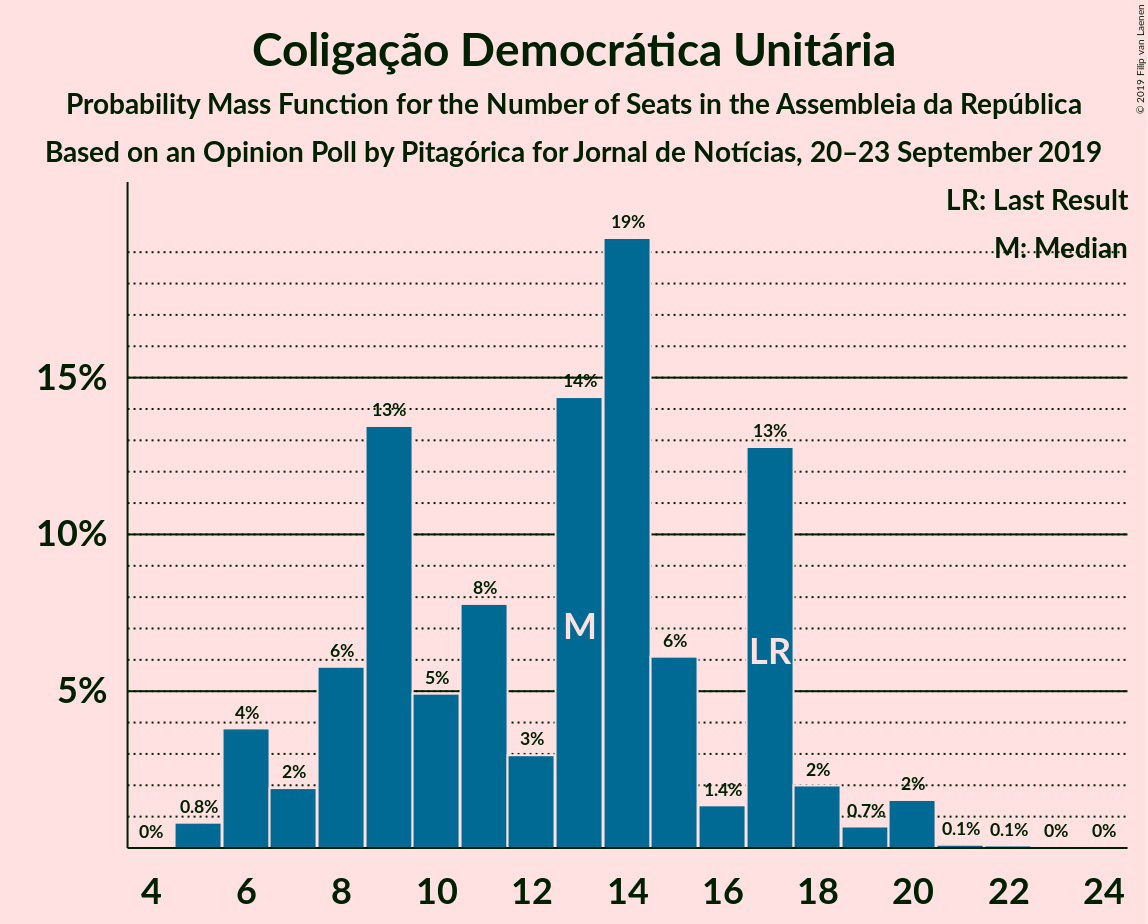 Coligação Democrática Unitária
Probability Mass Function for the Number of Seats in the Assembleia da República
Based on an Opinion Poll by Pitagórica for Jornal de Notícias, 20–23 September 2019
© 2019 Filip van Laenen
LR: Last Result
M: Median
15%
10%
5%
0%
0.8%
4%
2%
6%
13%
5%
8%
3%
14%
19%
6%
1.4%
13%
2%
0.7%
2%
0.1%
0.1%
0%
0%
M
LR
4 6 8 10 12 14 16 18 20 22 24